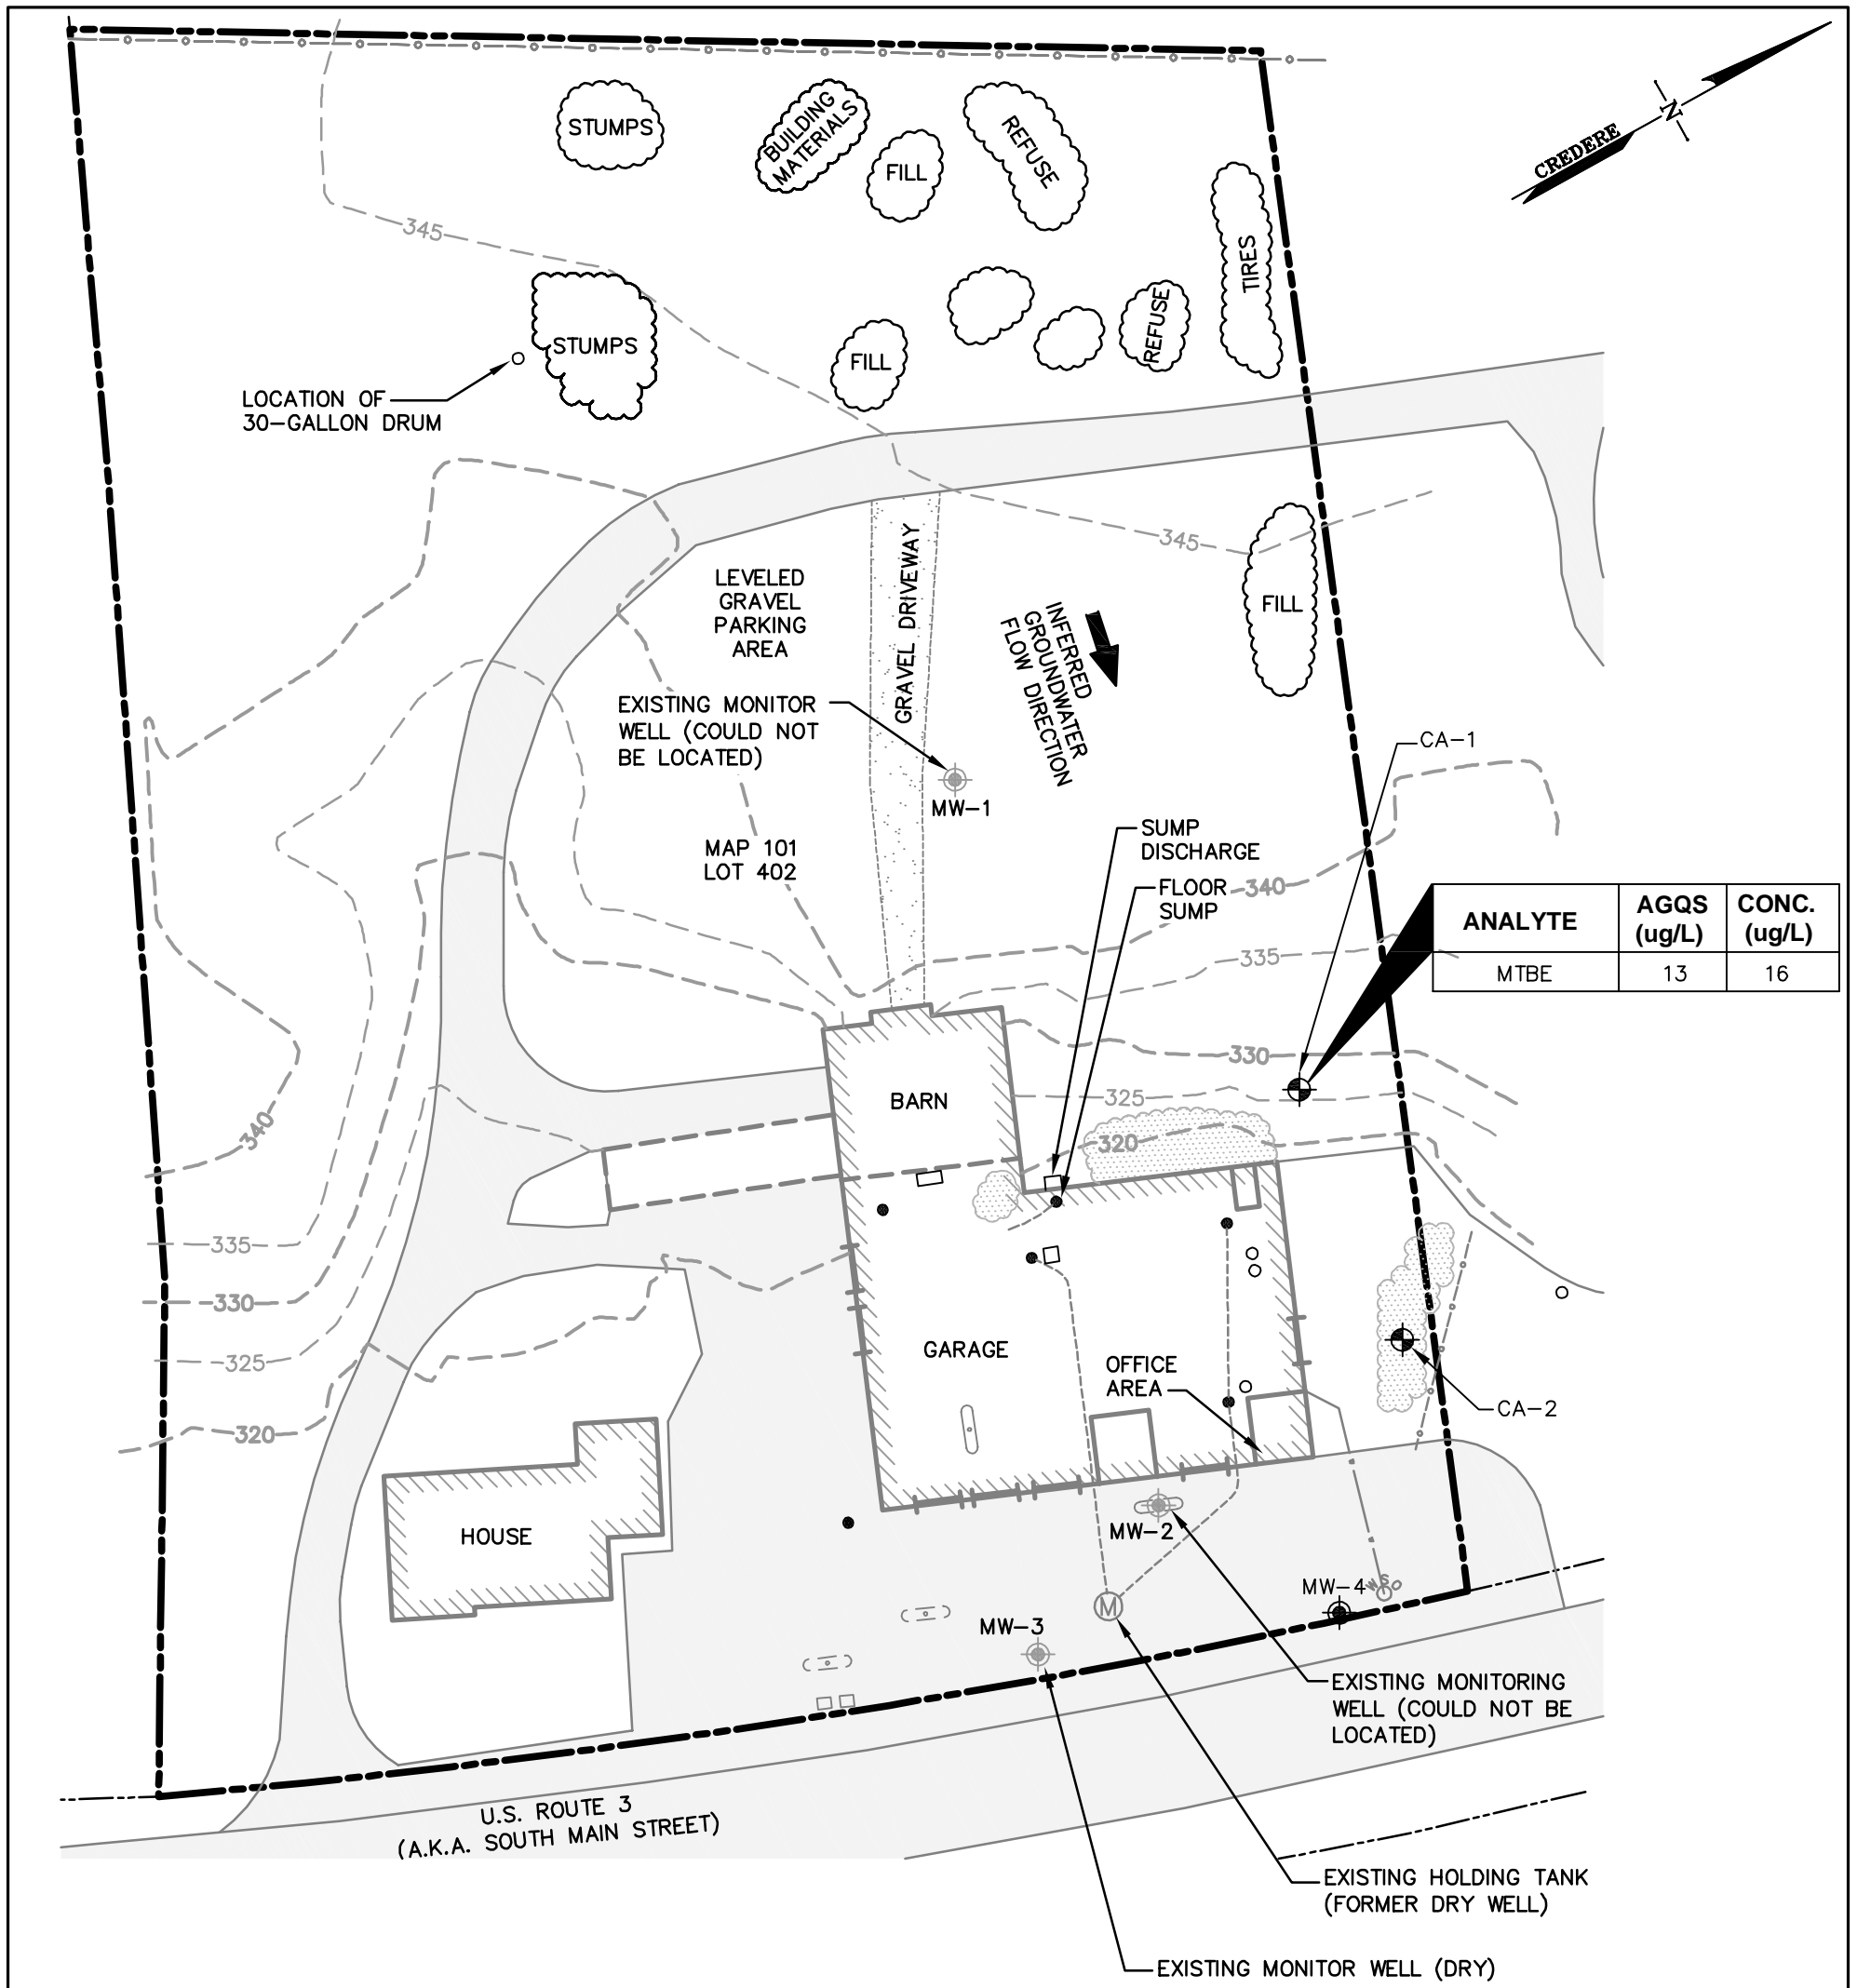 STUMPS
BUILDING
MATERIALS
FILL
REFUSE
CREDERE
N
TIRES
345
STUMPS
REFUSE
FILL
LOCATION OF
30-GALLON DRUM
GRAVEL DRIVEWAY
345
LEVELED
GRAVEL
PARKING
AREA
FILL
INFERRED
GROUNDWATER
FLOW DIRECTION
EXISTING MONITOR
WELL (COULD NOT
BE LOCATED)
MW-1
CA-1
SUMP
DISCHARGE
MAP 101
LOT 402
FLOOR
SUMP
340
ANALYTE AGQS (ug/L) CONC. (ug/L)
MTBE 13 16
335
330
BARN
325
340
320
335
330
GARAGE
325
OFFICE
AREA
CA-2
320
HOUSE
MW-2
MW-4
WSO
M
MW-3
EXISTING MONITORING
WELL (COULD NOT BE
LOCATED)
U.S. ROUTE 3
(A.K.A. SOUTH MAIN STREET)
EXISTING HOLDING TANK
(FORMER DRY WELL)
EXISTING MONITOR WELL (DRY)